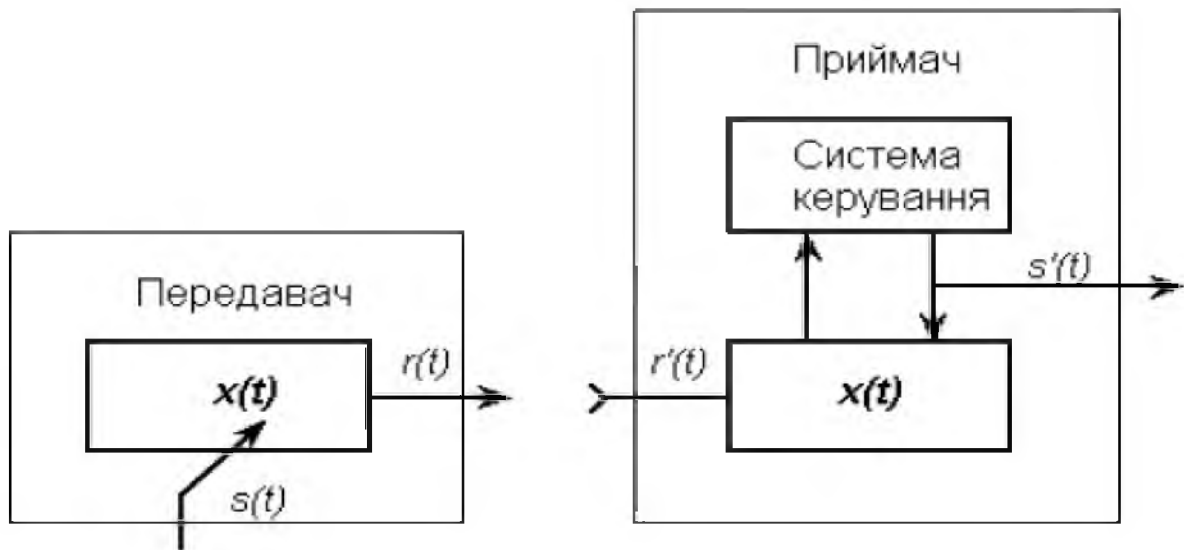 Передавач
x(t)
r(t)
s(t)
Приймач
Система
керування
s'(t)
r'(t)
x(t)